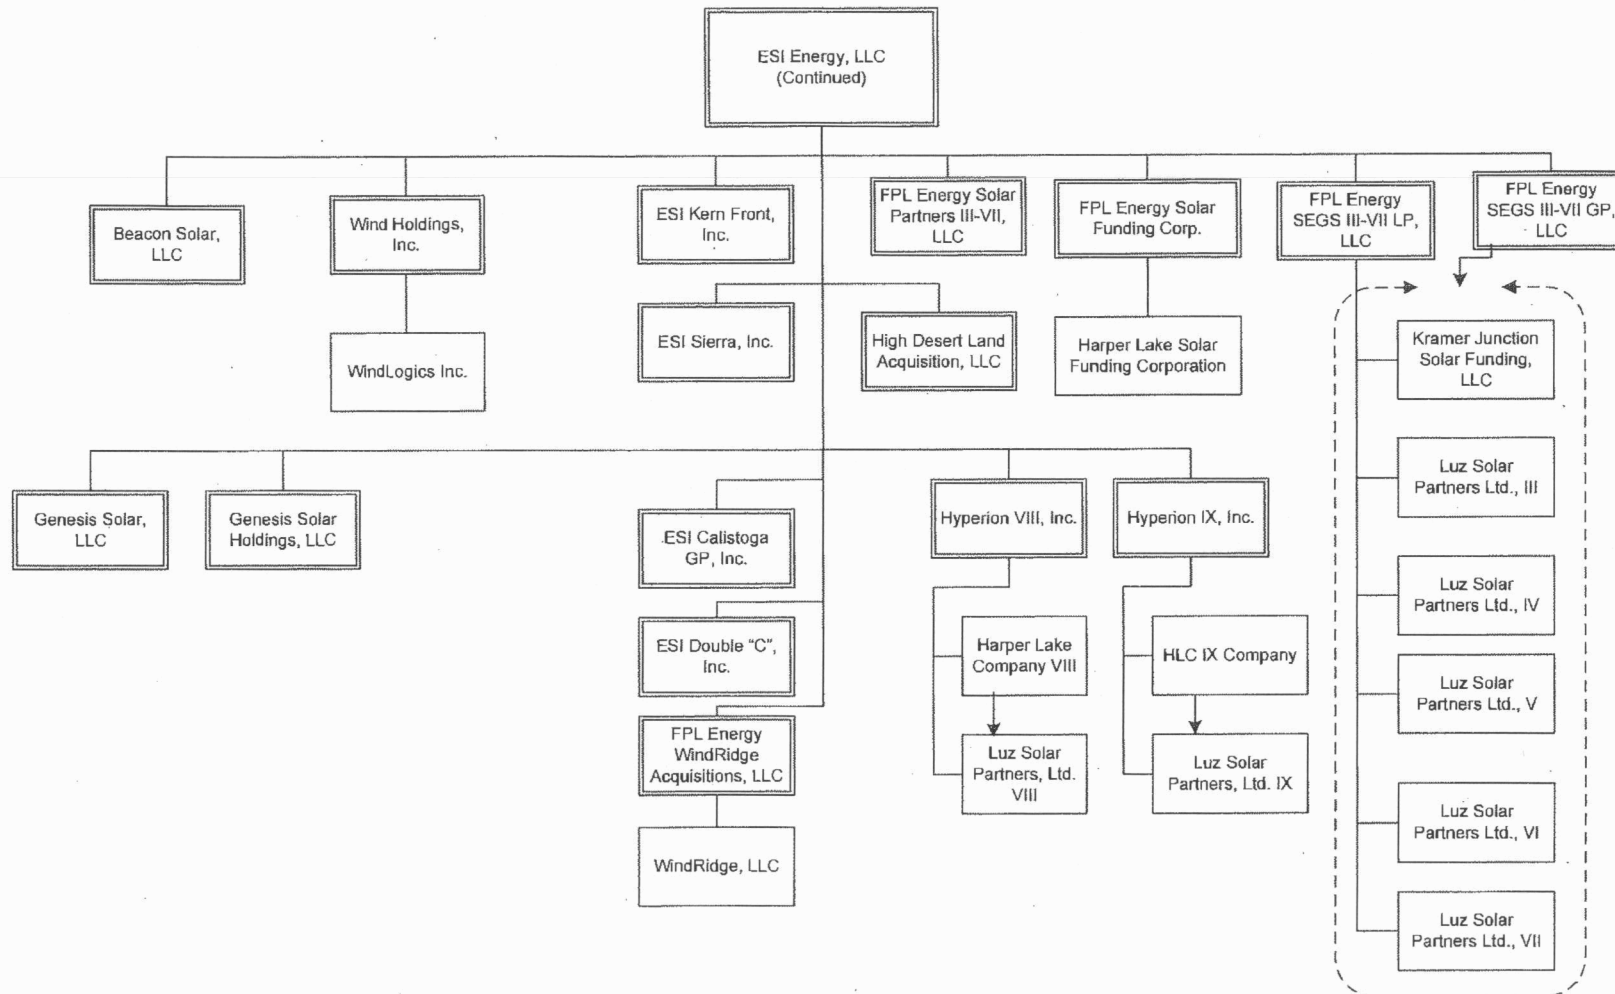 ESI Energy, LLC
(Continued)
Beacon Solar,
LLC
Wind Holdings,
Inc.
ESI Kern Front,
Inc.
FPL Energy Solar
Partners III-VII,
LLC
FPL Energy Solar
Funding Corp.
FPL Energy
SEGS III-VII LP,
LLC
FPL Energy
SEGS III-VII GP,
LLC
WindLogics Inc.
ESI Sierra, Inc.
High Desert Land
Acquisition, LLC
Harper Lake Solar
Funding Corporation
Kramer Junction
Solar Funding,
LLC
Luz Solar
Partners Ltd., III
Genesis Solar,
LLC
Genesis Solar
Holdings, LLC
ESI Calistoga
GP, Inc.
Hyperion VIII, Inc.
Hyperion IX, Inc.
Luz Solar
Partners Ltd., IV
ESI Double "C",
Inc.
Harper Lake
Company VIII
HLC IX Company
Luz Solar
Partners Ltd., V
FPL Energy
WindRidge
Acquisitions, LLC
Luz Solar
Partners, Ltd.
VIII
Luz Solar
Partners, Ltd. IX
Luz Solar
Partners Ltd., VI
WindRidge, LLC
Luz Solar
Partners Ltd., VII